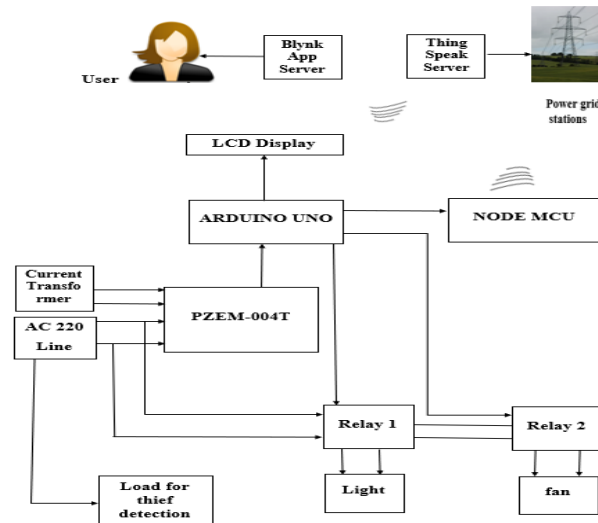 Blynk
App
Server
Thing
Speak
Server
User
Power grid
stations
LCD Display
ARDUINO UNO
NODE MCU
Current
Transfo
rmer
PZEM-004T
AC 220
Line
Relay 1
Relay 2
Load for
thief
detection
Light
fan